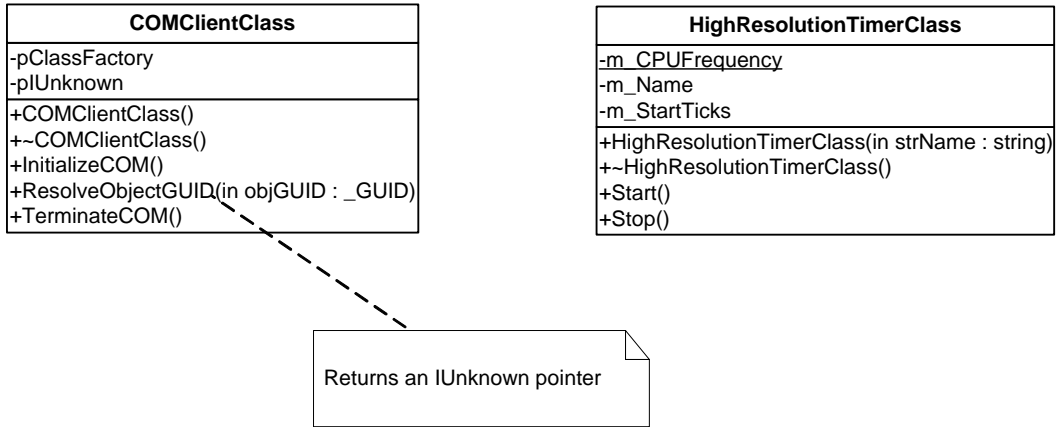 COMClientClass
-pClassFactory
-pIUnknown
+COMClientClass()
+~COMClientClass()
+InitializeCOM()
+ResolveObjectGUID(in objGUID : _GUID)
+TerminateCOM()
HighResolutionTimerClass
-m_CPUFrequency
-m_Name
-m_StartTicks
+HighResolutionTimerClass(in strName : string)
+~HighResolutionTimerClass()
+Start()
+Stop()
Returns an IUnknown pointer